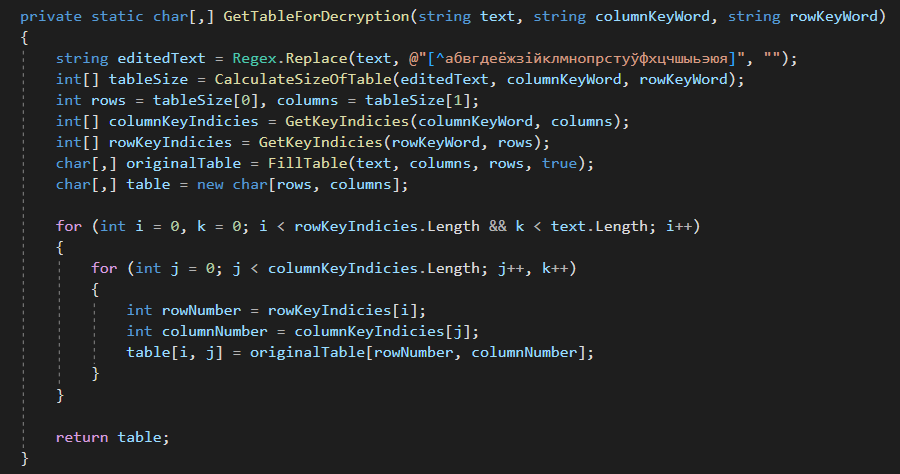 private static char[,] GetTableForDecryption(string text, string columnKeyWord, string rowKeyWord)
{
    string editedText = Regex.Replace(text, @"[^абвгдеёжзійклмнопрстуўфхцчшыьэюя]", "");
    int[] tableSize = CalculateSizeOfTable(editedText, columnKeyWord, rowKeyWord);
    int rows = tableSize[0], columns = tableSize[1];
    int[] columnKeyIndicies = GetKeyIndicies(columnKeyWord, columns);
    int[] rowKeyIndicies = GetKeyIndicies(rowKeyWord, rows);
    char[,] originalTable = FillTable(text, columns, rows, true);
    char[,] table = new char[rows, columns];

    for (int i = 0, k = 0; i < rowKeyIndicies.Length && k < text.Length; i++)
    {
        for (int j = 0; j < columnKeyIndicies.Length; j++, k++)
        {
            int rowNumber = rowKeyIndicies[i];
            int columnNumber = columnKeyIndicies[j];
            table[i, j] = originalTable[rowNumber, columnNumber];
        }
    }

    return table;
}